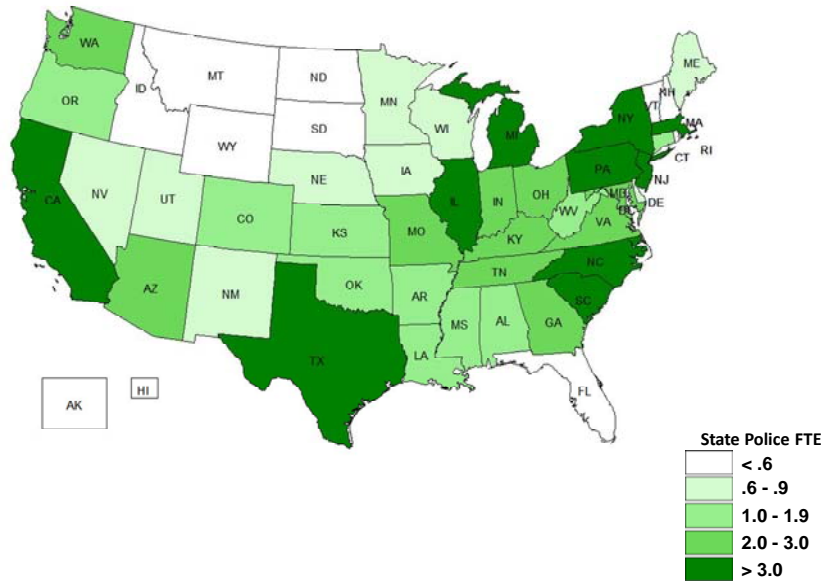 WA
ME
MT
ND
OR
ID
MN
VT
NH
SD
WI
NY
MA
MI
WY
RI
CT
IA
PA
NJ
NE
NV
OH
IN
IL
UT
MD
DE
CA
CO
WV
VA
KS
MO
KY
NC
TN
AZ
OK
NM
AR
SC
MS
AL
GA
LA
TX
FL
HI
AK
State Police FTE
< .6
.6 - .9
1.0 - 1.9
2.0 - 3.0
> 3.0